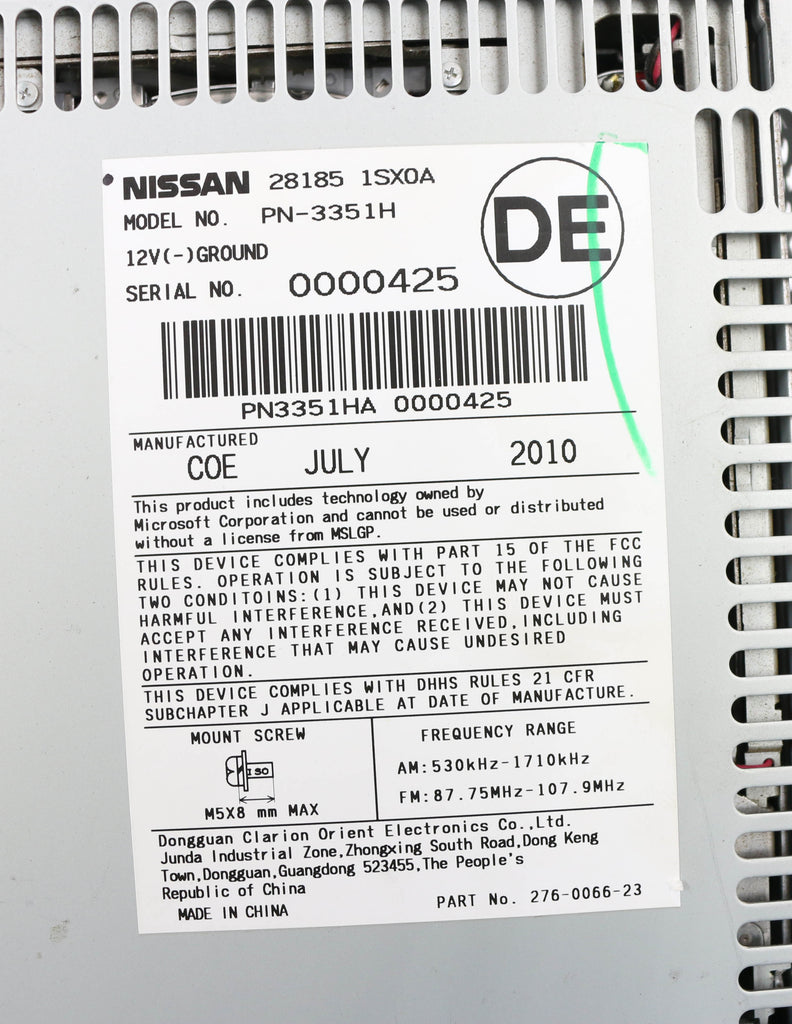 NISSAN 28185 1SX0A
MODEL NO. PN-3351H
DE
12V(-)GROUND
SERIAL NO. 0000425
PN3351HA 0000425
MANUFACTURED
COE JULY 2010
This product includes technology owned by
Microsoft Corporation and cannot be used or distributed
without a license from MSLGP.
THIS DEVICE COMPLIES WITH PART 15 OF THE FCC
RULES. OPERATION IS SUBJECT TO THE FOLLOWING
TWO CONDITOINS:(1) THIS DEVICE MAY NOT CAUSE
HARMFUL INTERFERENCE,AND(2) THIS DEVICE MUST
ACCEPT ANY INTERFERENCE RECEIVED,INCLUDING
INTERFERENCE THAT MAY CAUSE UNDESIRED
OPERATION.
THIS DEVICE COMPLIES WITH DHHS RULES 21 CFR
SUBCHAPTER J APPLICABLE AT DATE OF MANUFACTURE.
MOUNT SCREW
ISO
M5X8 mm MAX
FREQUENCY RANGE
AM:530kHz-1710kHz
FM:87.75MHz-107.9MHz
Dongguan Clarion Orient Electronics Co.,Ltd.
Junda Industrial Zone,Zhongxing South Road,Dong Keng
Town,Dongguan,Guangdong 523455,The People's
Republic of China
MADE IN CHINA
PART No. 276-0066-23